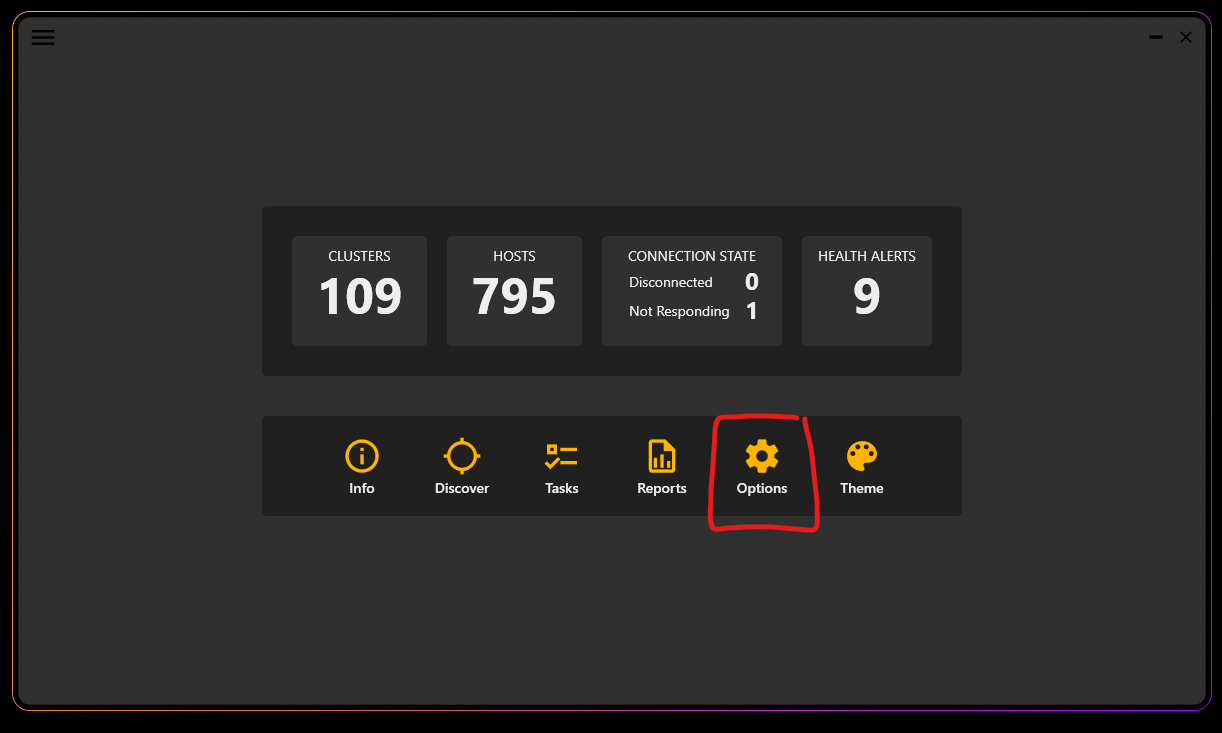 CLUSTERS
109
HOSTS
795
CONNECTION STATE
Disconnected 0
Not Responding 1
HEALTH ALERTS
9
Info
Discover
Tasks
Reports
Options
Theme